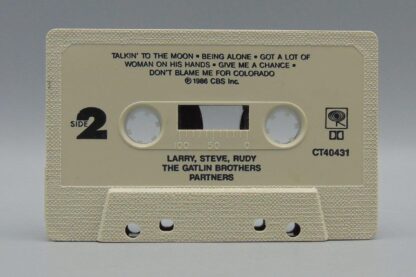 TALKIN' TO THE MOON • BEING ALONE • GOT A LOT OF
WOMAN ON HIS HANDS • GIVE ME A CHANCE •
DON'T BLAME ME FOR COLORADO
℗ 1986 CBS Inc.
SIDE 2
100 50 0
CT40431
LARRY, STEVE, RUDY
THE GATLIN BROTHERS
PARTNERS